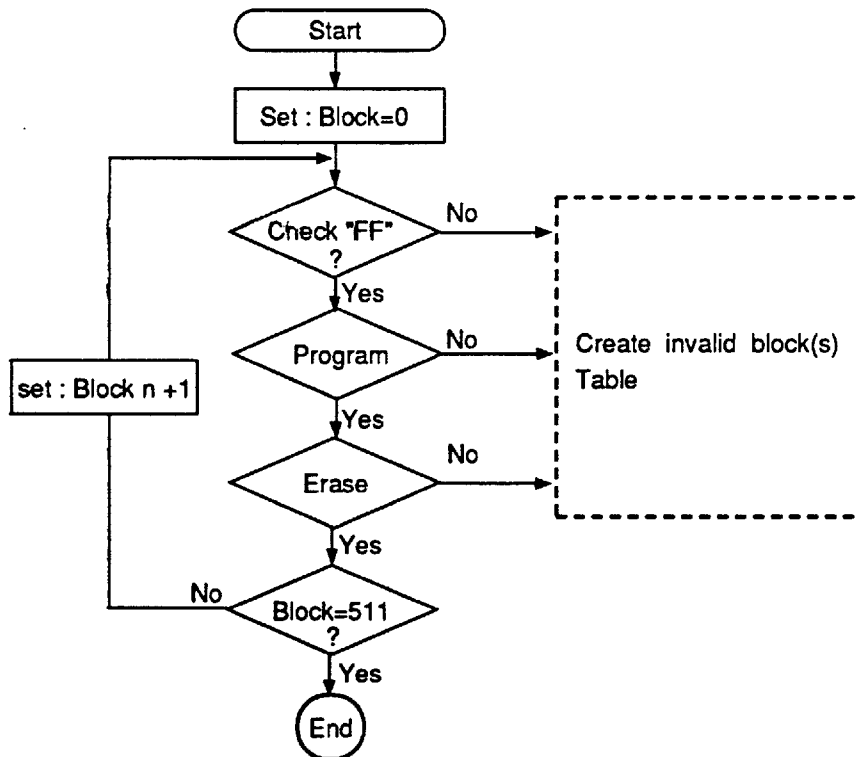 Start
Set : Block=0
Check "FF"
?
No
Yes
Program
No
Create invalid block(s)
Table
set : Block n +1
Yes
Erase
No
Yes
No
Block=511
?
Yes
End